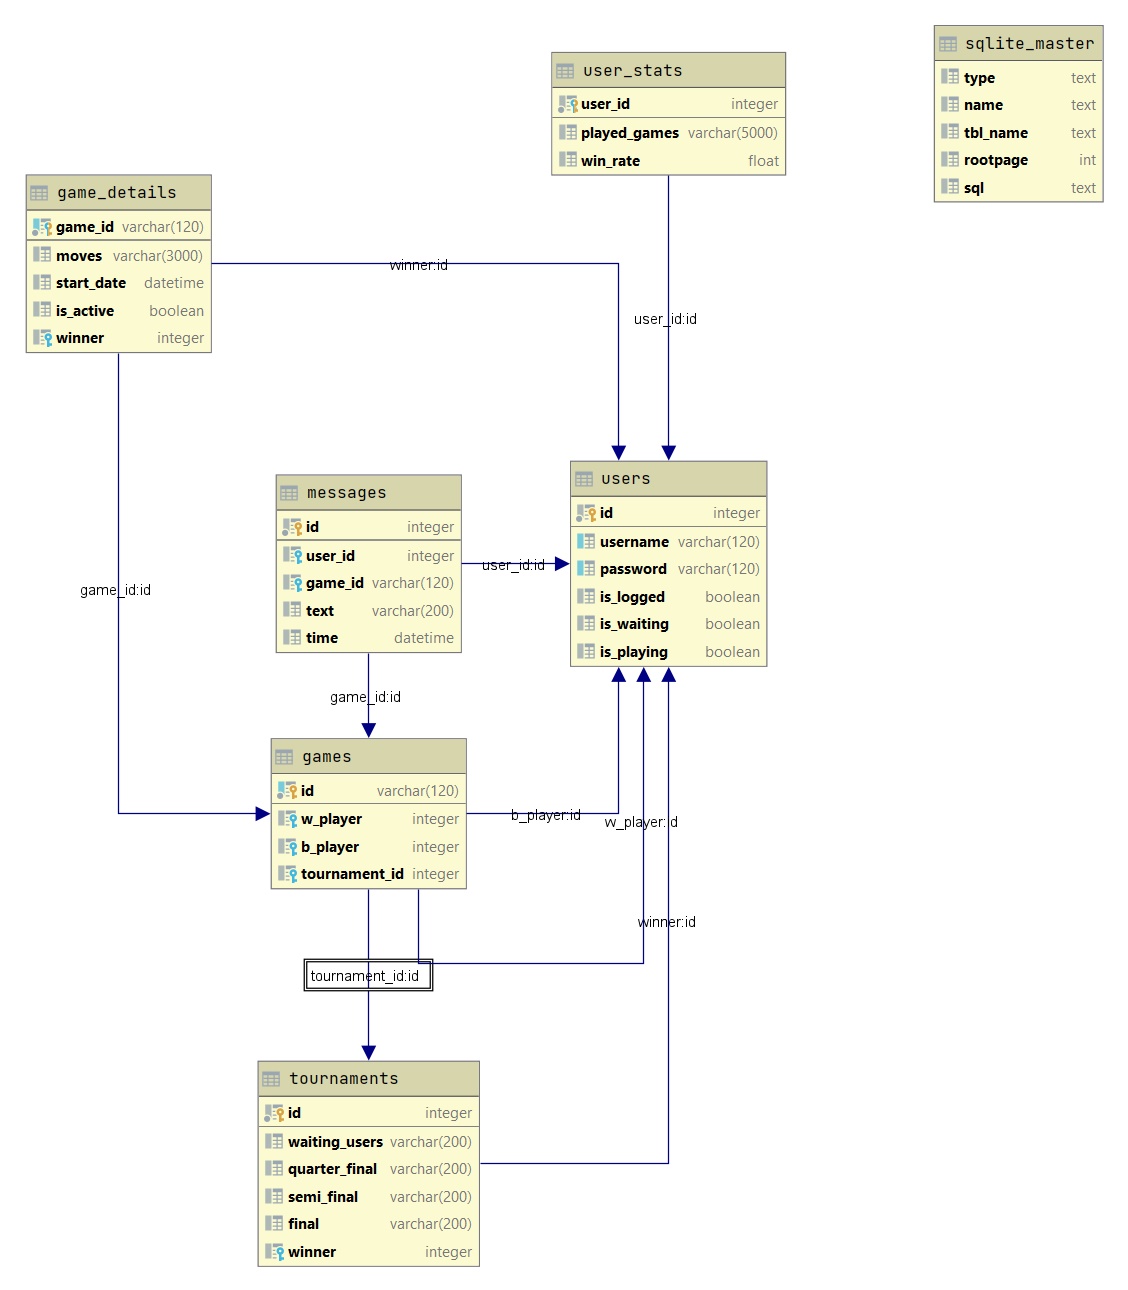 sqlite_master
type text
name text
tbl_name text
rootpage int
sql text
user_stats
user_id integer
played_games varchar(5000)
win_rate float
game_details
game_id varchar(120)
moves varchar(3000)
start_date datetime
is_active boolean
winner integer
winner:id
user_id:id
users
id integer
username varchar(120)
password varchar(120)
is_logged boolean
is_waiting boolean
is_playing boolean
messages
id integer
user_id integer
game_id varchar(120)
text varchar(200)
time datetime
user_id:id
game_id:id
game_id:id
games
id varchar(120)
w_player integer
b_player integer
tournament_id integer
b_player:id
w_player:id
winner:id
tournament_id:id
tournaments
id integer
waiting_users varchar(200)
quarter_final varchar(200)
semi_final varchar(200)
final varchar(200)
winner integer